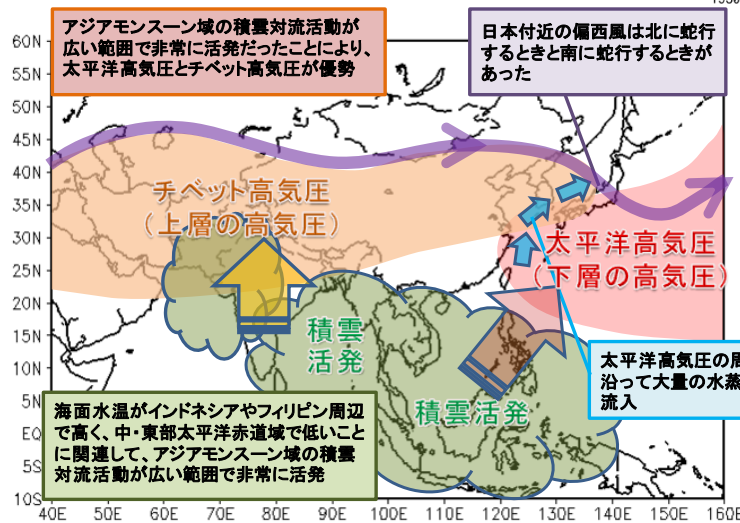 1930
アジアモンスーン域の積雲対流活動が
広い範囲で非常に活発だったことにより、
太平洋高気圧とチベット高気圧が優勢
日本付近の偏西風は北に蛇行
するときと南に蛇行するときが
あった
60N
55N
50N
45N
40N
35N
30N
25N
20N
15N
10N
5N
EQ
5S
10S
チベット高気圧
（上層の高気圧）
太平洋高気圧
（下層の高気圧）
積雲
活発
積雲活発
太平洋高気圧の周
沿って大量の水蒸
流入
海面水温がインドネシアやフィリピン周辺
で高く、中・東部太平洋赤道域で低いこと
に関連して、アジアモンスーン域の積雲
対流活動が広い範囲で非常に活発
40E 50E 60E 70E 80E 90E 100E 110E 120E 130E 140E 150E 160E